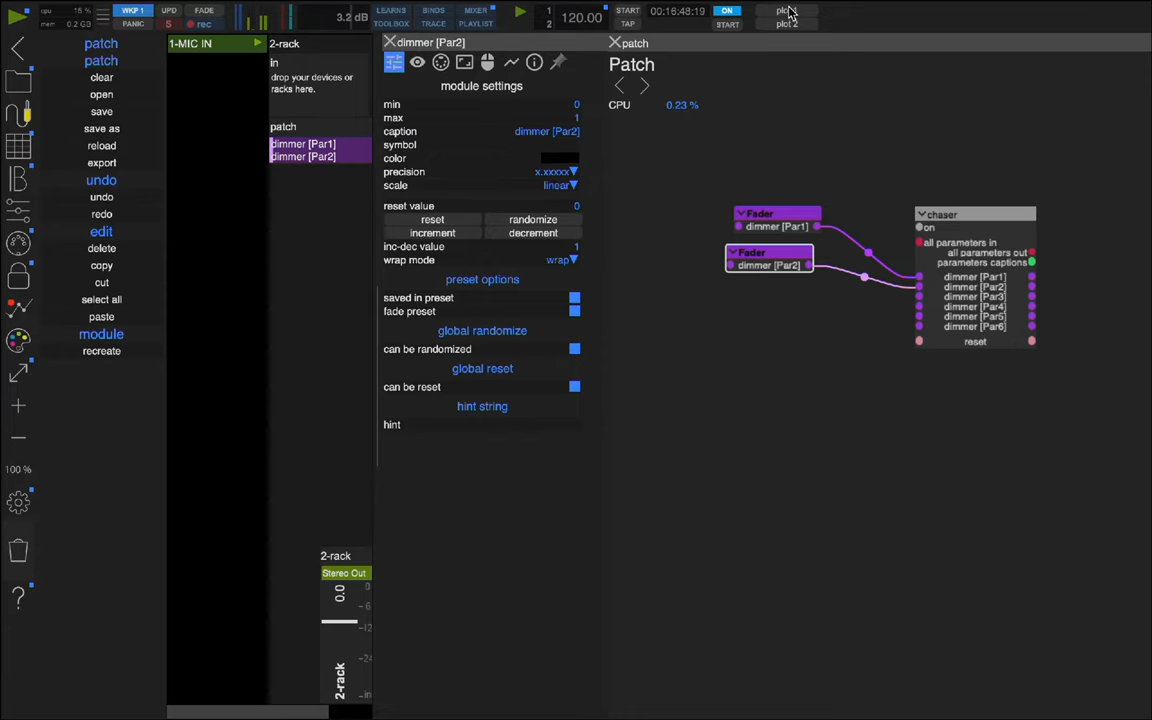 cpu 15 %
mem 0.2 GB
WKP 1
UPD
FADE
PANIC
S
rec
3.2 dB
LEARNS
BINDS
MIXER
TOOLBOX
TRACE
PLAYLIST
1
2
120.00
START
TAP
00:16:48:19
ON
START
plot 2
patch
patch
clear
open
save
save as
reload
export
undo
undo
redo
edit
delete
copy
cut
select all
paste
module
recreate
100 %
?
1-MIC IN
2-rack
in
drop your devices or
racks here.
patch
dimmer [Par1]
dimmer [Par2]
2-rack
Stereo Out
0.0
0
-6
-12
-24
-in
2-rack
dimmer [Par2]
module settings
min 0
max 1
caption dimmer [Par2]
symbol
color
precision x.xxxxx
scale linear
reset value 0
reset randomize
increment decrement
inc-dec value 1
wrap mode wrap
preset options
saved in preset
fade preset
global randomize
can be randomized
global reset
can be reset
hint string
hint
patch
Patch
CPU 0.23 %
Fader
dimmer [Par1]
Fader
dimmer [Par2]
chaser
on
all parameters in
all parameters out
parameters captions
dimmer [Par1]
dimmer [Par2]
dimmer [Par3]
dimmer [Par4]
dimmer [Par5]
dimmer [Par6]
reset